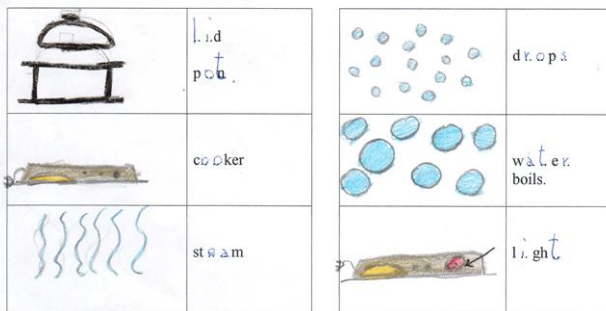 lid
pot
cooker
steam
drops
water
boils.
light